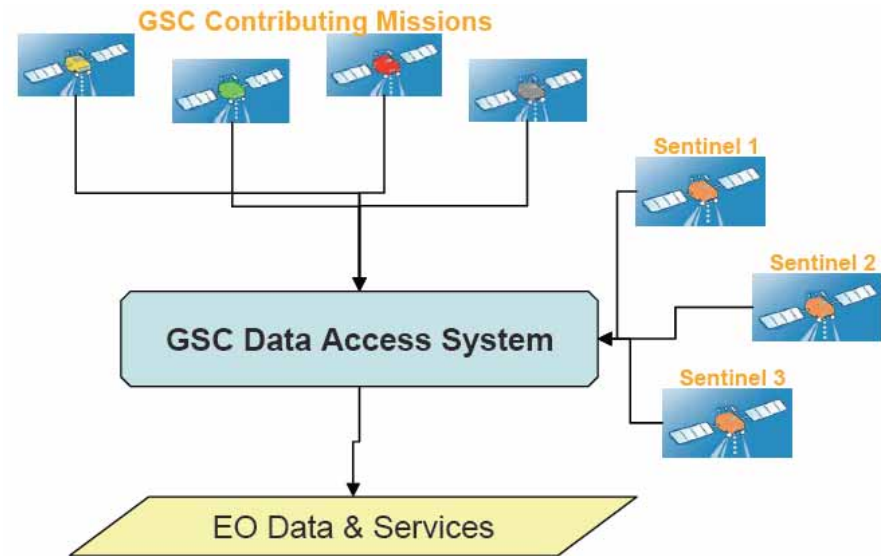 GSC Contributing Missions
Sentinel 1
Sentinel 2
GSC Data Access System
Sentinel 3
EO Data & Services